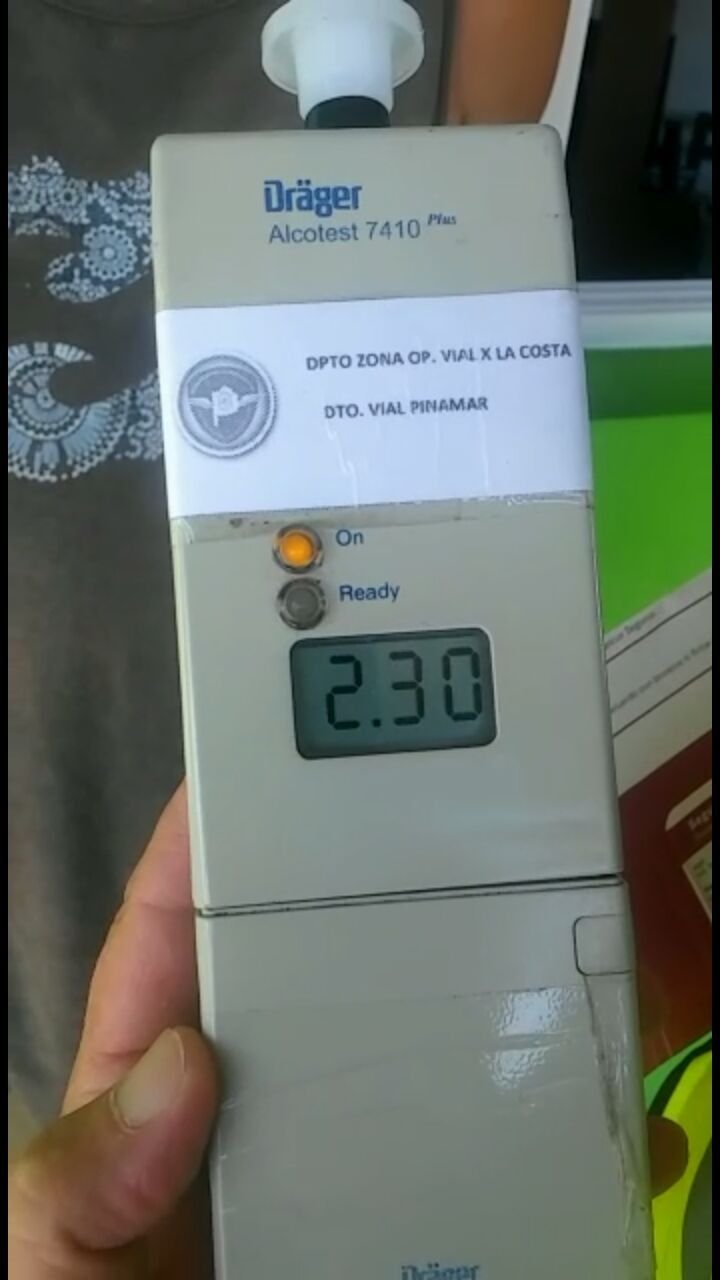 Dräger
Alcotest 7410 Plus
DPTO ZONA OP. VIAL X LA COSTA
DTO. VIAL PINAMAR
On
Ready
2.30
Dräger